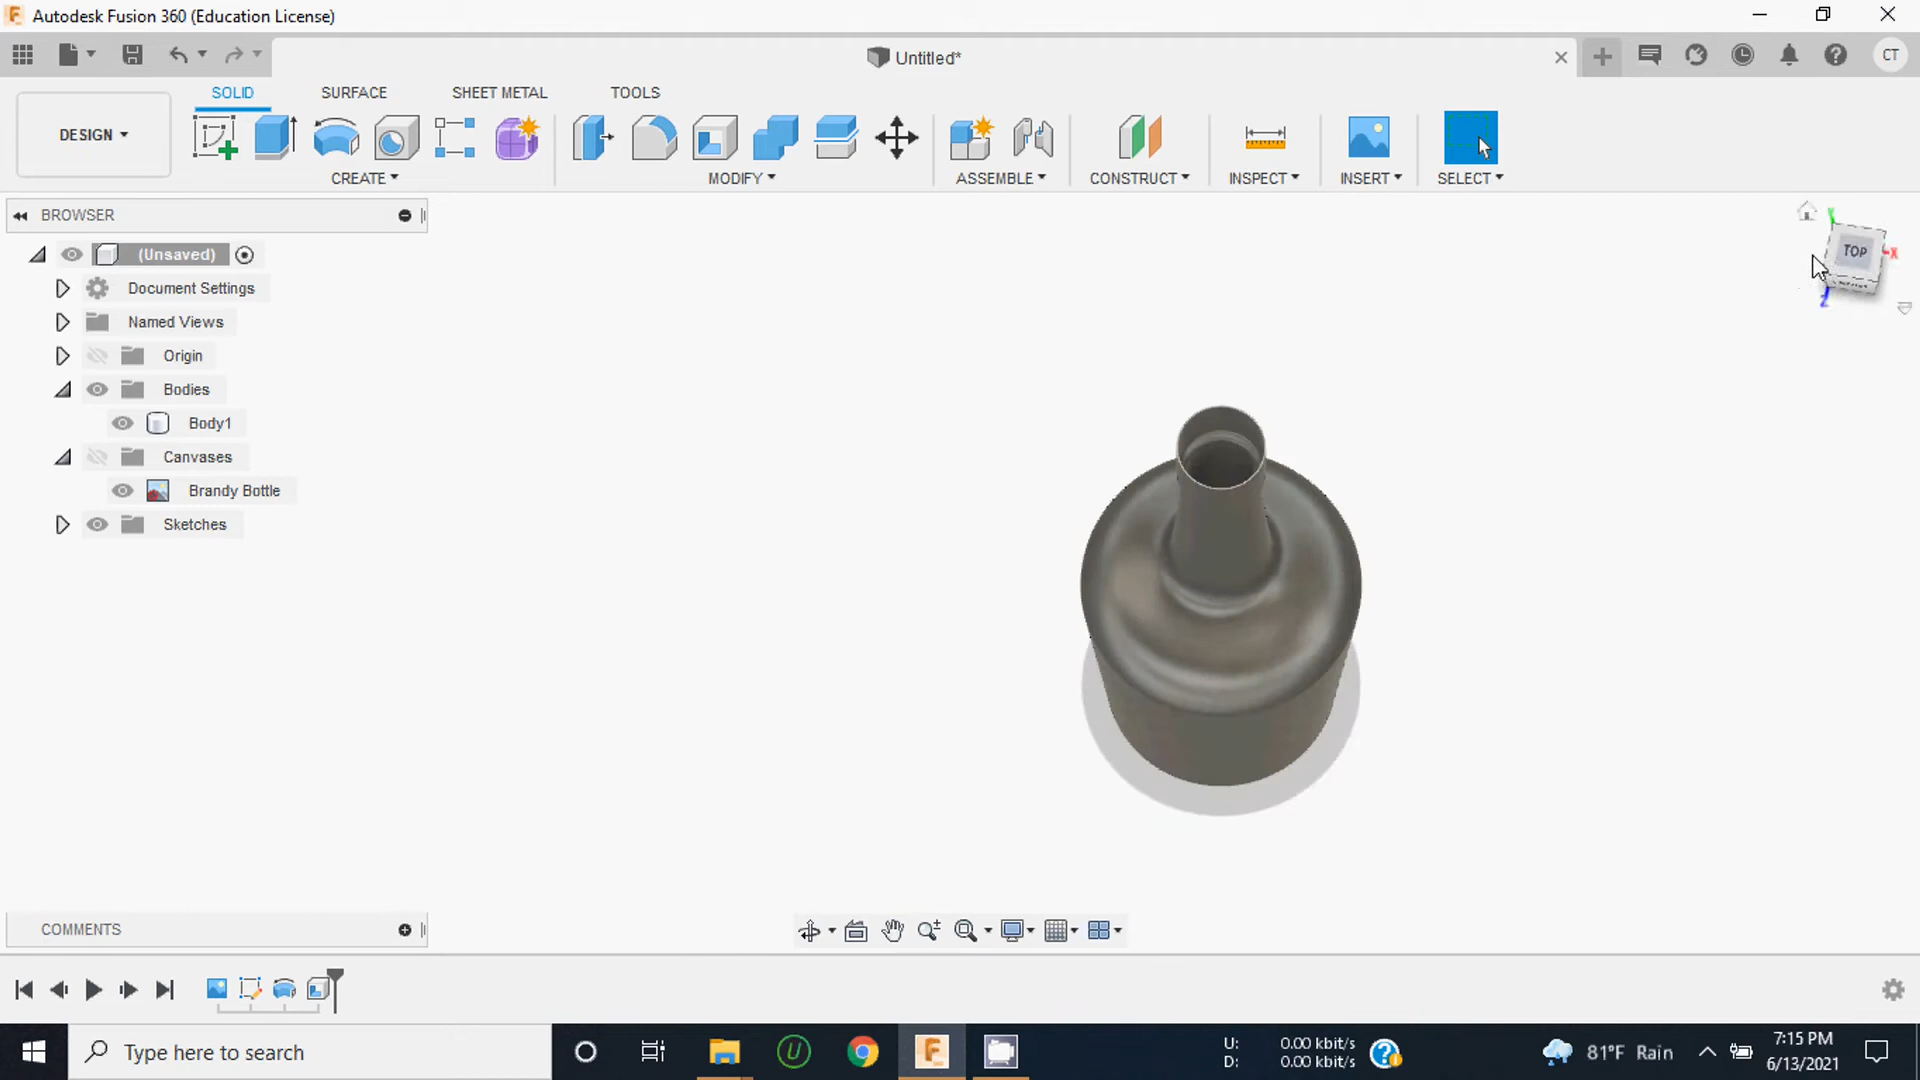 Autodesk Fusion 360 (Education License)
Untitled*
CT
DESIGN
SOLID
SURFACE
SHEET METAL
TOOLS
CREATE
MODIFY
ASSEMBLE
CONSTRUCT
INSPECT
INSERT
SELECT
BROWSER
(Unsaved)
Document Settings
Named Views
Origin
Bodies
Body1
Canvases
Brandy Bottle
Sketches
TOP
X
Z
COMMENTS
Type here to search
U: 0.00 kbit/s
D: 0.00 kbit/s
81°F Rain
7:15 PM
6/13/2021